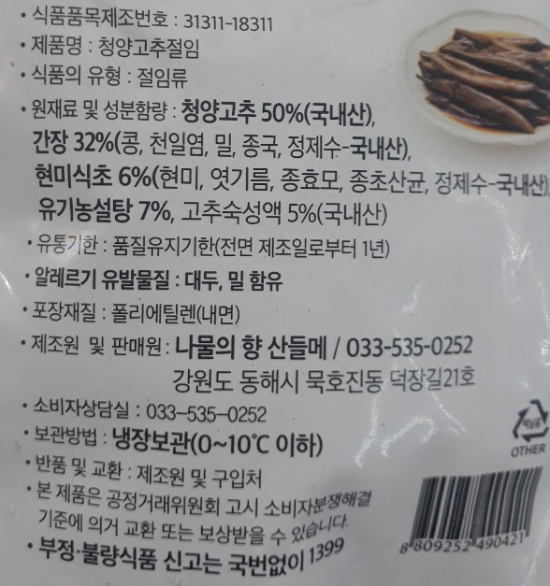 • 식품품목제조번호 : 31311-18311
• 제품명 : 청양고추절임
• 식품의 유형 : 절임류
• 원재료 및 성분함량 : 청양고추 50%(국내산),
간장 32%(콩, 천일염, 밀, 종국, 정제수-국내산),
현미식초 6%(현미, 엿기름, 종효모, 종초산균, 정제수-국내산)
유기농설탕 7%, 고추숙성액 5%(국내산)
• 유통기한 : 품질유지기한(전면 제조일로부터 1년)
• 알레르기 유발물질 : 대두, 밀 함유
• 포장재질 : 폴리에틸렌(내면)
• 제조원 및 판매원 : 나물의 향 산들메 / 033-535-0252
강원도 동해시 묵호진동 덕장길21호
• 소비자상담실 : 033-535-0252
• 보관방법 : 냉장보관(0~10℃ 이하)
• 반품 및 교환 : 제조원 및 구입처
• 본 제품은 공정거래위원회 고시 소비자분쟁해결
기준에 의거 교환 또는 보상받을 수 있습니다.
• 부정·불량식품 신고는 국번없이 1399
OTHER
8 809252 490421